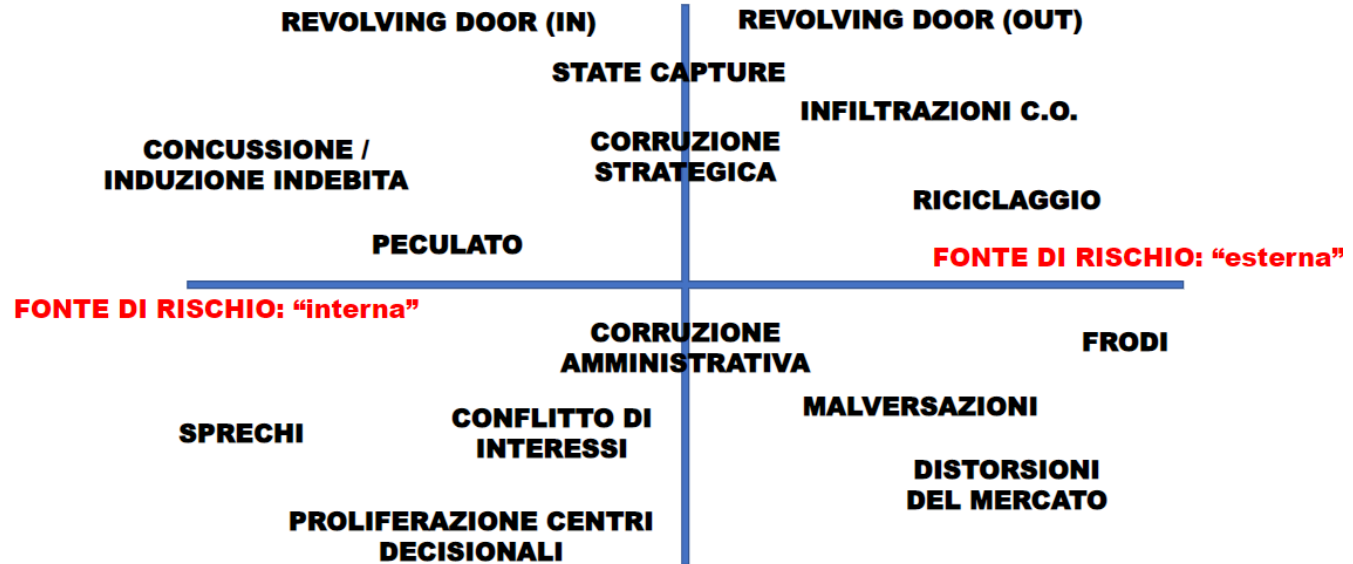 REVOLVING DOOR (IN)
REVOLVING DOOR (OUT)
STATE CAPTURE
INFILTRAZIONI C.O.
CORRUZIONE
STRATEGICA
CONCUSSIONE /
INDUZIONE INDEBITA
RICICLAGGIO
PECULATO
FONTE DI RISCHIO: “esterna”
FONTE DI RISCHIO: “interna”
CORRUZIONE
AMMINISTRATIVA
FRODI
MALVERSAZIONI
CONFLITTO DI
INTERESSI
SPRECHI
DISTORSIONI
DEL MERCATO
PROLIFERAZIONE CENTRI
DECISIONALI